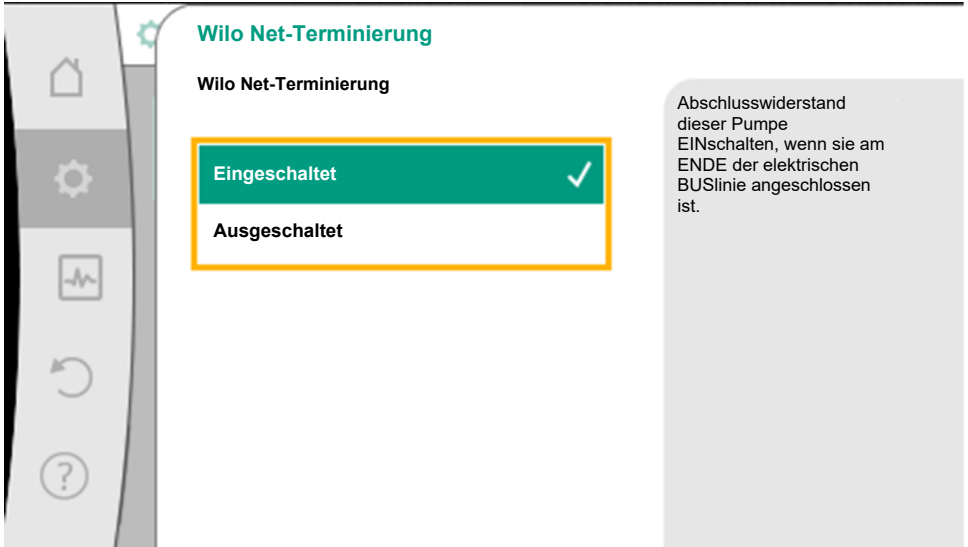 Wilo Net-Terminierung
Wilo Net-Terminierung
Eingeschaltet
Ausgeschaltet
Abschlusswiderstand
dieser Pumpe
EINschalten, wenn sie am
ENDE der elektrischen
BUSlinie angeschlossen
ist.
?